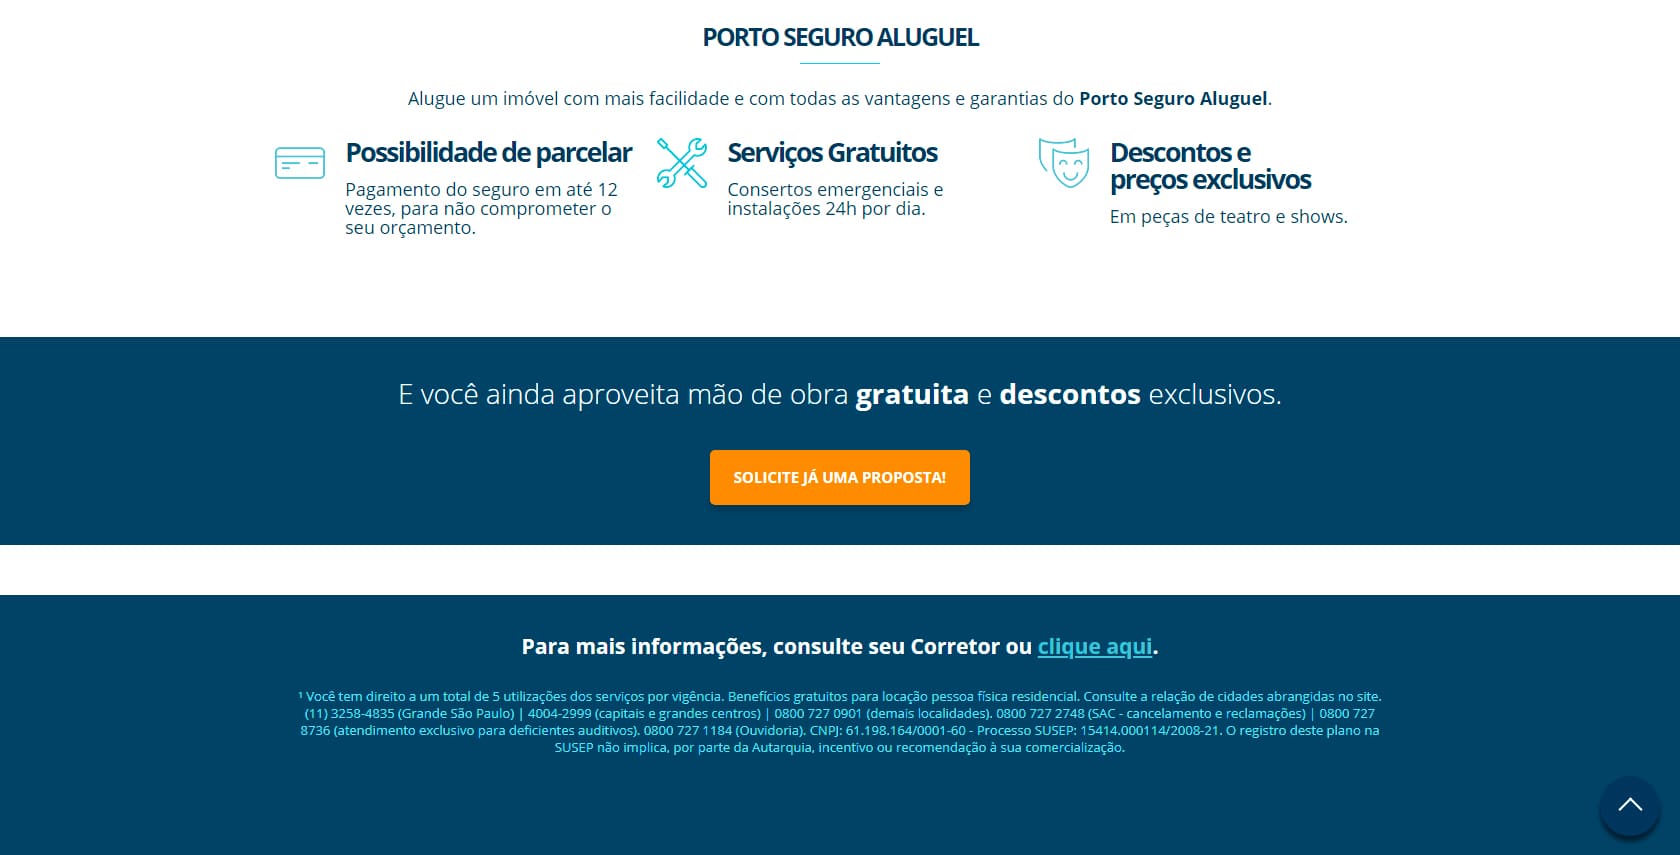 PORTO SEGURO ALUGUEL
Alugue um imóvel com mais facilidade e com todas as vantagens e garantias do Porto Seguro Aluguel.
Possibilidade de parcelar
Pagamento do seguro em até 12
vezes, para não comprometer o
seu orçamento.
Serviços Gratuitos
Consertos emergenciais e
instalações 24h por dia.
Descontos e
preços exclusivos
Em peças de teatro e shows.
E você ainda aproveita mão de obra gratuita e descontos exclusivos.
SOLICITE JÁ UMA PROPOSTA!
Para mais informações, consulte seu Corretor ou clique aqui.
¹ Você tem direito a um total de 5 utilizações dos serviços por vigência. Benefícios gratuitos para locação pessoa física residencial. Consulte a relação de cidades abrangidas no site.
(11) 3258-4835 (Grande São Paulo) | 4004-2999 (capitais e grandes centros) | 0800 727 0901 (demais localidades). 0800 727 2748 (SAC - cancelamento e reclamações) | 0800 727
8736 (atendimento exclusivo para deficientes auditivos). 0800 727 1184 (Ouvidoria). CNPJ: 61.198.164/0001-60 - Processo SUSEP: 15414.000114/2008-21. O registro deste plano na
SUSEP não implica, por parte da Autarquia, incentivo ou recomendação à sua comercialização.